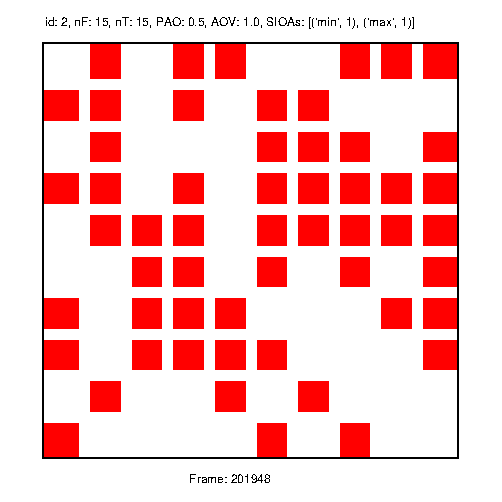 id: 2, nF: 15, nT: 15, PAO: 0.5, AOV: 1.0, SIOAs: [('min', 1), ('max', 1)]
Frame: 201948